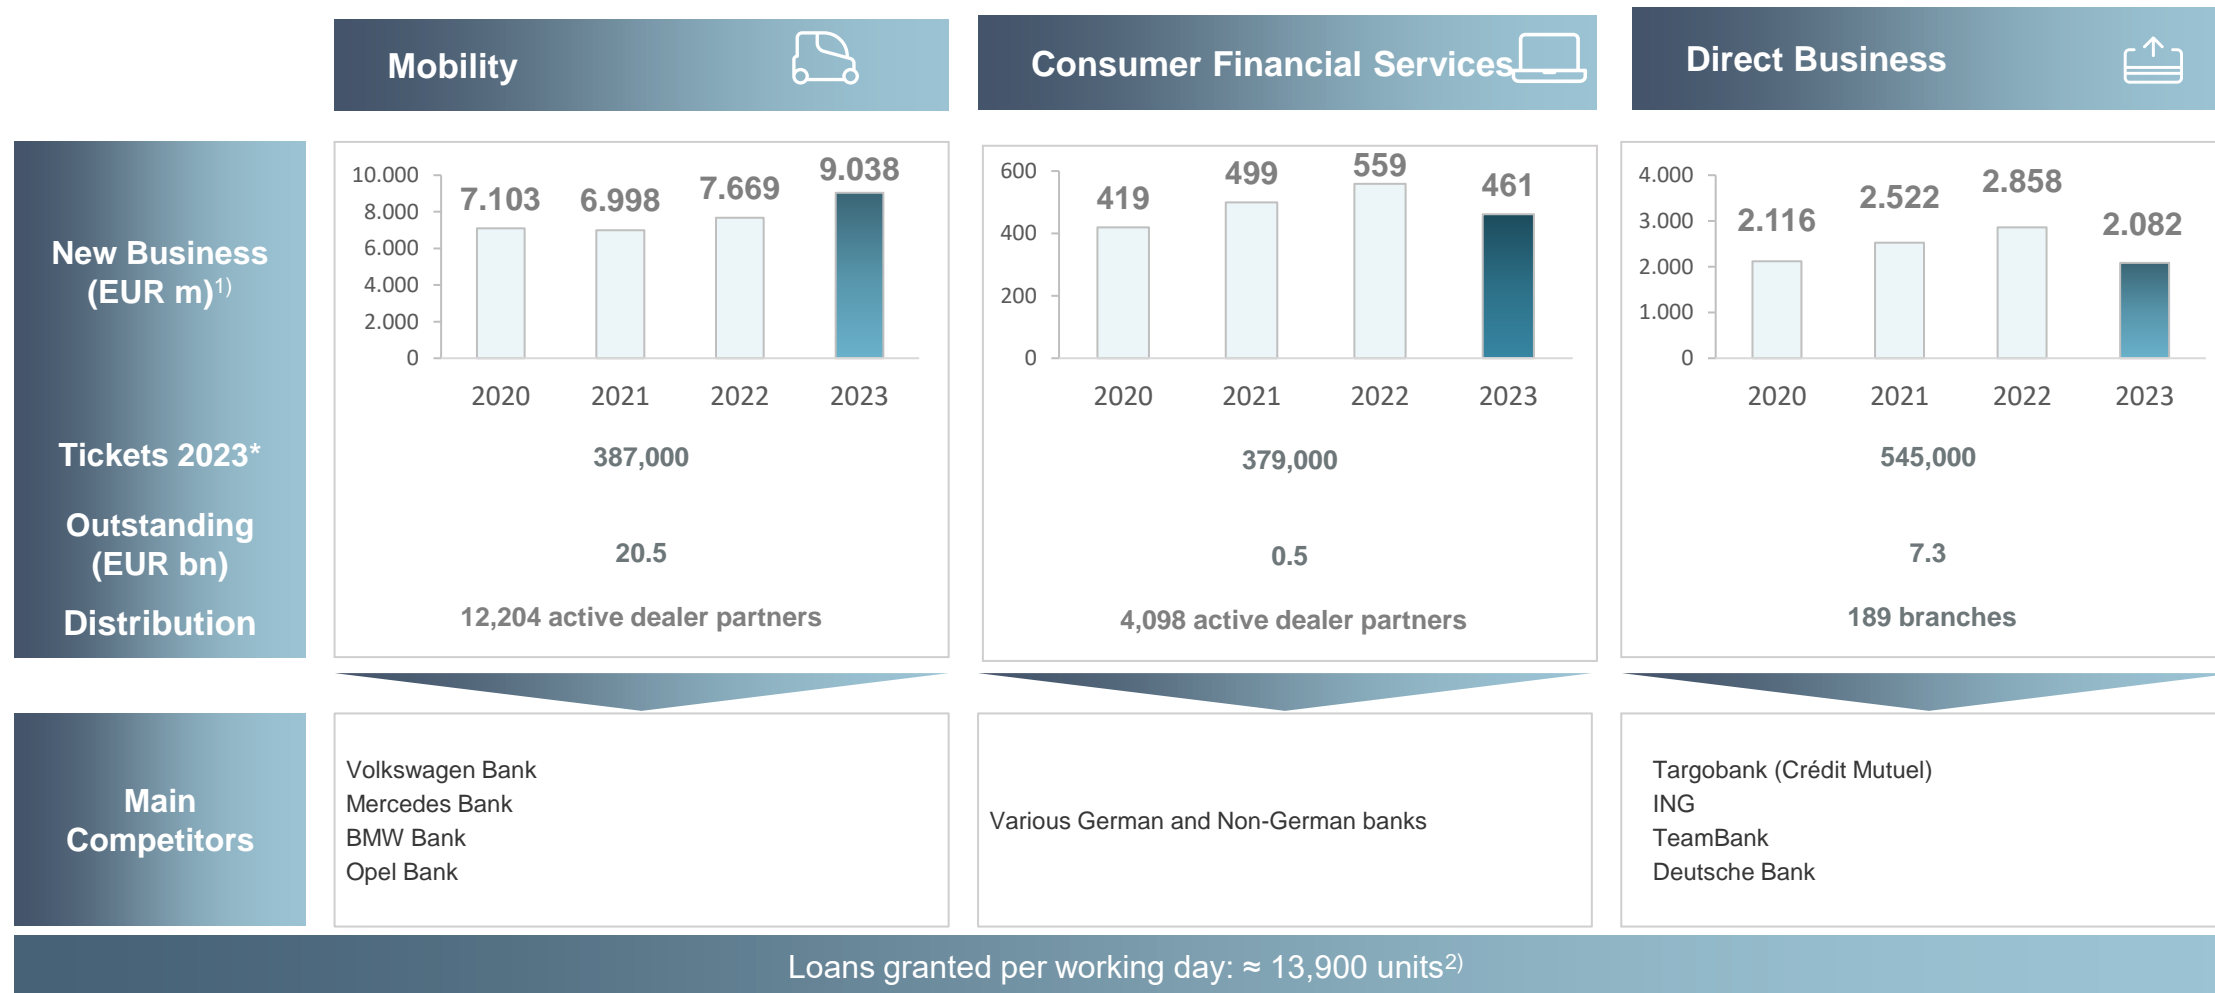 Mobility
Consumer Financial Services
Direct Business
New Business
(EUR m)1)
10.000
8.000
6.000
4.000
2.000
0
7.103
6.998
7.669
9.038
2020
2021
2022
2023
600
400
200
0
419
499
559
461
2020
2021
2022
2023
4.000
3.000
2.000
1.000
0
2.116
2.522
2.858
2.082
2020
2021
2022
2023
Tickets 2023*
387,000
379,000
545,000
Outstanding
(EUR bn)
20.5
0.5
7.3
Distribution
12,204 active dealer partners
4,098 active dealer partners
189 branches
Main
Competitors
Volkswagen Bank
Mercedes Bank
BMW Bank
Opel Bank
Various German and Non-German banks
Targobank (Crédit Mutuel)
ING
TeamBank
Deutsche Bank
Loans granted per working day: ≈ 13,900 units2)